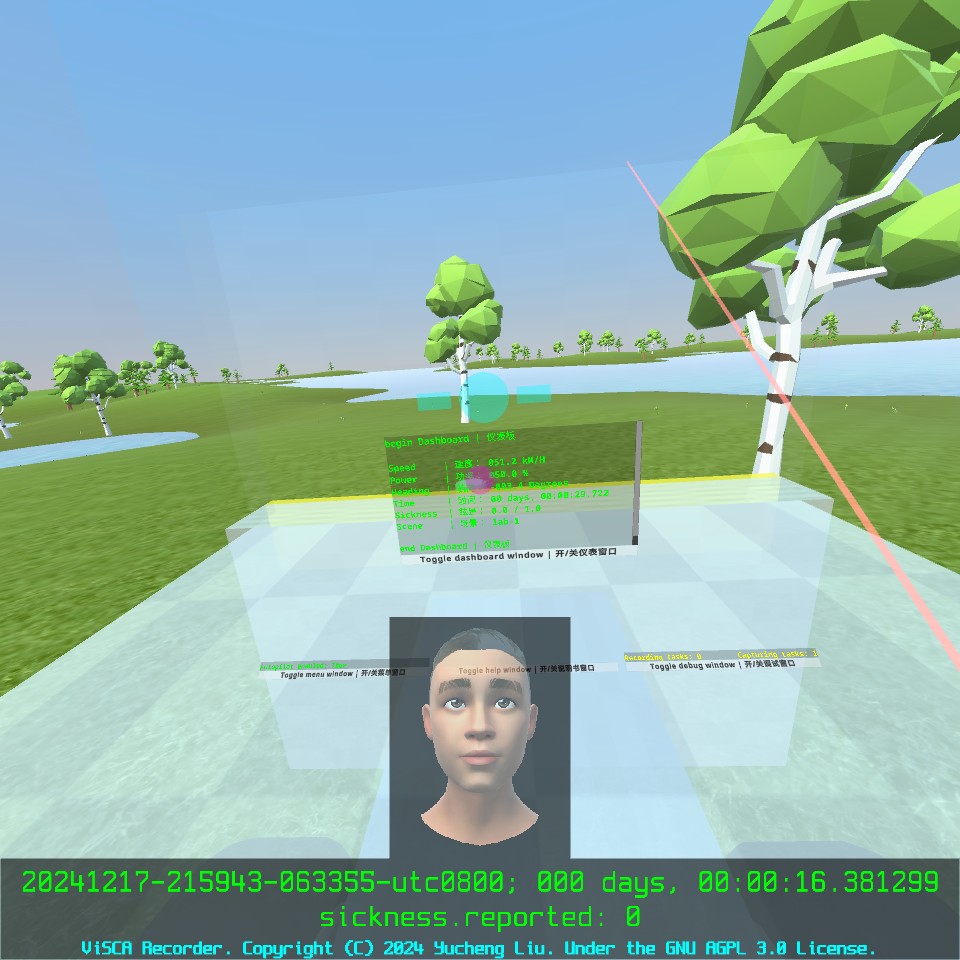 begin Dashboard | 仪表板
Speed | 速度: 051.2 kM/H
Power | 050.0 %
Heading
Time | 时间: 00 days, 00:00:29.722
Sickness | 0.0 / 1.0
Scene | lab-1
end Dashboard | 仪表板
Toggle dashboard window | 开/关仪表窗口
Recording tasks: 0 Capturing tasks: 1
Toggle menu window | 开/关菜单窗口
Toggle help window | 开/关说明书窗口
Toggle debug window | 开/关调试窗口
20241217-215943-063355-utc0800; 000 days, 00:00:16.381299
sickness.reported: 0
ViSCA Recorder. Copyright (C) 2024 Yucheng Liu. Under the GNU AGPL 3.0 License.